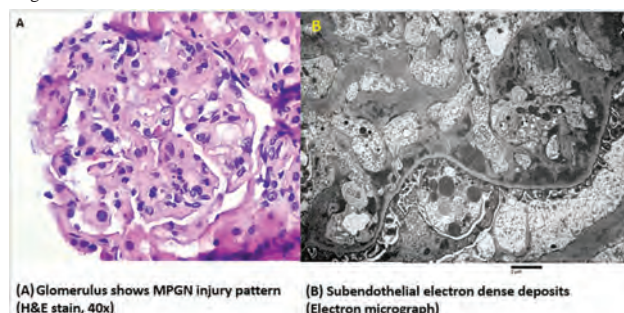 A
B
(A) Glomerulus shows MPGN injury pattern
(H&E stain, 40x)
(B) Subendothelial electron dense deposits
(Electron micrograph)